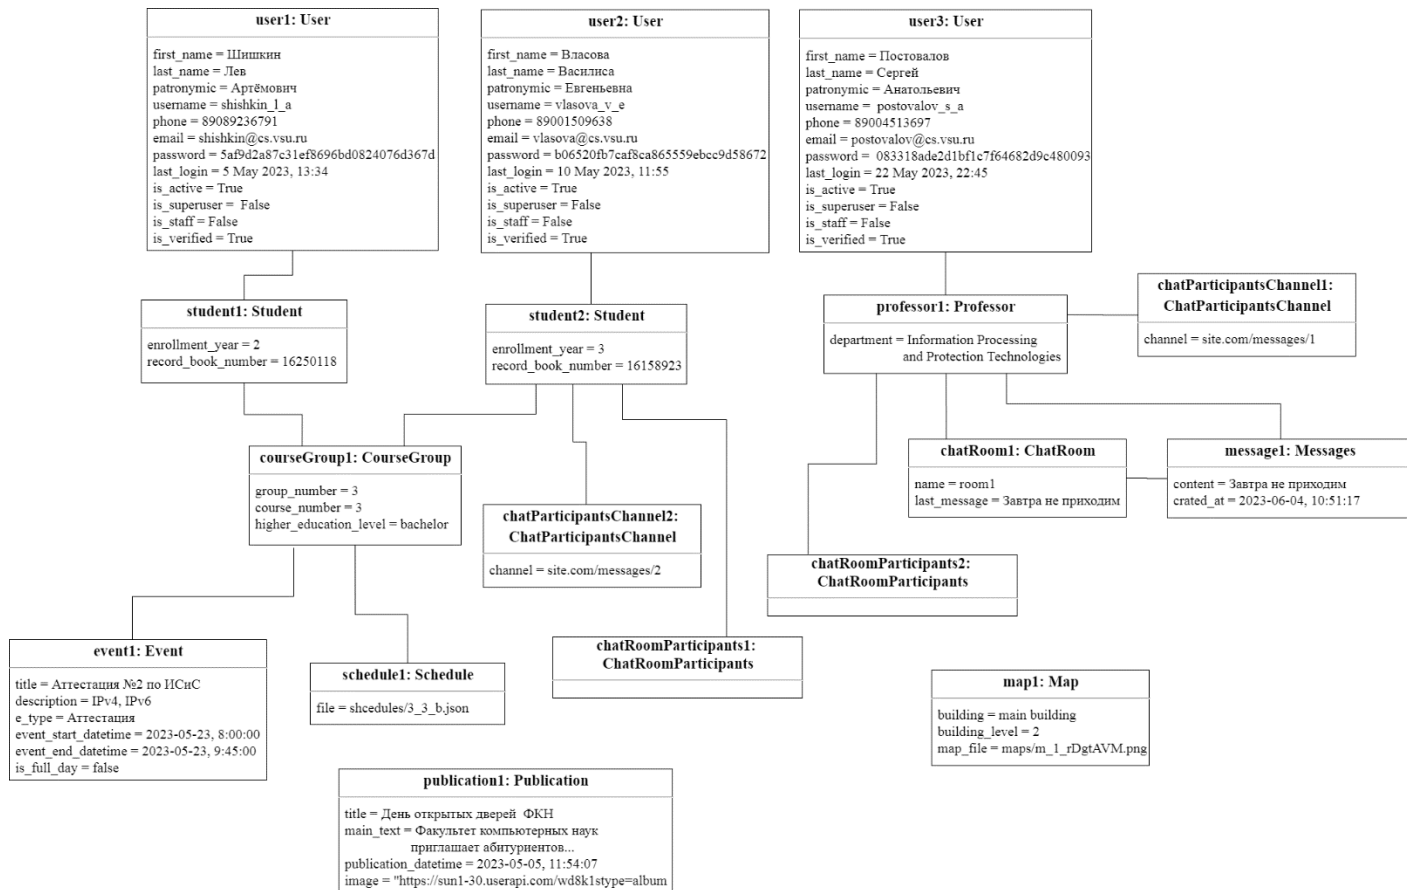 user1: User
first_name = Шишкин
last_name = Лев
patronymic = Артёмович
username = shishkin_l_a
phone = 89089236791
email = shishkin@cs.vsu.ru
password = 5af9d2a87c31ef8696bd0824076d367d
last_login = 5 May 2023, 13:34
is_active = True
is_superuser = False
is_staff = False
is_verified = True
user2: User
first_name = Власова
last_name = Василиса
patronymic = Евгеньевна
username = vlasova_v_e
phone = 89001509638
email = vlasova@cs.vsu.ru
password = b06520fb7caf8ca865559ebcc9d58672
last_login = 10 May 2023, 11:55
is_active = True
is_superuser = False
is_staff = False
is_verified = True
user3: User
first_name = Постовалов
last_name = Сергей
patronymic = Анатольевич
username = postovalov_s_a
phone = 89004513697
email = postovalov@cs.vsu.ru
password = 083318ade2d1bf1c7f64682d9c480093
last_login = 22 May 2023, 22:45
is_active = True
is_superuser = False
is_staff = False
is_verified = True
student1: Student
enrollment_year = 2
record_book_number = 16250118
student2: Student
enrollment_year = 3
record_book_number = 16158923
professor1: Professor
department = Information Processing
and Protection Technologies
chatParticipantsChannel1:
ChatParticipantsChannel
channel = site.com/messages/1
courseGroup1: CourseGroup
group_number = 3
course_number = 3
higher_education_level = bachelor
chatParticipantsChannel2:
ChatParticipantsChannel
channel = site.com/messages/2
chatRoom1: ChatRoom
name = room1
last_message = Завтра не приходим
message1: Messages
content = Завтра не приходим
crated_at = 2023-06-04, 10:51:17
chatRoomParticipants2:
ChatRoomParticipants
event1: Event
title = Аттестация №2 по ИСиС
description = IPv4, IPv6
e_type = Аттестация
event_start_datetime = 2023-05-23, 8:00:00
event_end_datetime = 2023-05-23, 9:45:00
is_full_day = false
schedule1: Schedule
file = shcedules/3_3_b.json
chatRoomParticipants1:
ChatRoomParticipants
map1: Map
building = main building
building_level = 2
map_file = maps/m_1_rDgtAVM.png
publication1: Publication
title = День открытых дверей ФКН
main_text = Факультет компьютерных наук
приглашает абитуриентов...
publication_datetime = 2023-05-05, 11:54:07
image = "https://sun1-30.userapi.com/wd8k1stype=album